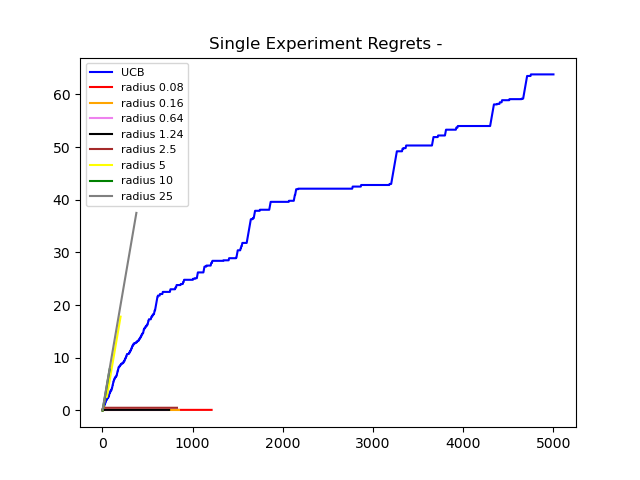 Single Experiment Regrets -
UCB
radius 0.08
radius 0.16
radius 0.64
radius 1.24
radius 2.5
radius 5
radius 10
radius 25
60
50
40
30
20
10
0
0 1000 2000 3000 4000 5000